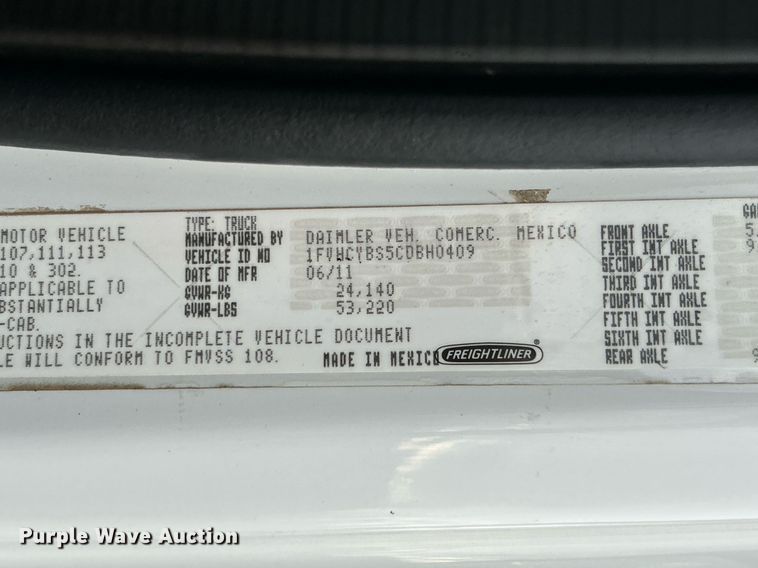 TYPE: TRUCK
MOTOR VEHICLE
107,111,113
10 & 302.
APPLICABLE TO
BSTANTIALLY
-CAB.
UCTIONS IN THE INCOMPLETE VEHICLE DOCUMENT
LE WILL CONFORM TO FMVSS 108.
MANUFACTURED BY DAIMLER VEH. COMERC. MEXICO
VEHICLE ID NO 1FVHCYBS5CDBH0409
DATE OF MFR 06/11
GVWR-KG 24,140
GVWR-LBS 53,220
MADE IN MEXICO FREIGHTLINER
GA
FRONT AXLE 5
FIRST INT AXLE 9
SECOND INT AXLE
THIRD INT AXLE
FOURTH INT AXLE
FIFTH INT AXLE
SIXTH INT AXLE
REAR AXLE 9
Purple Wave Auction